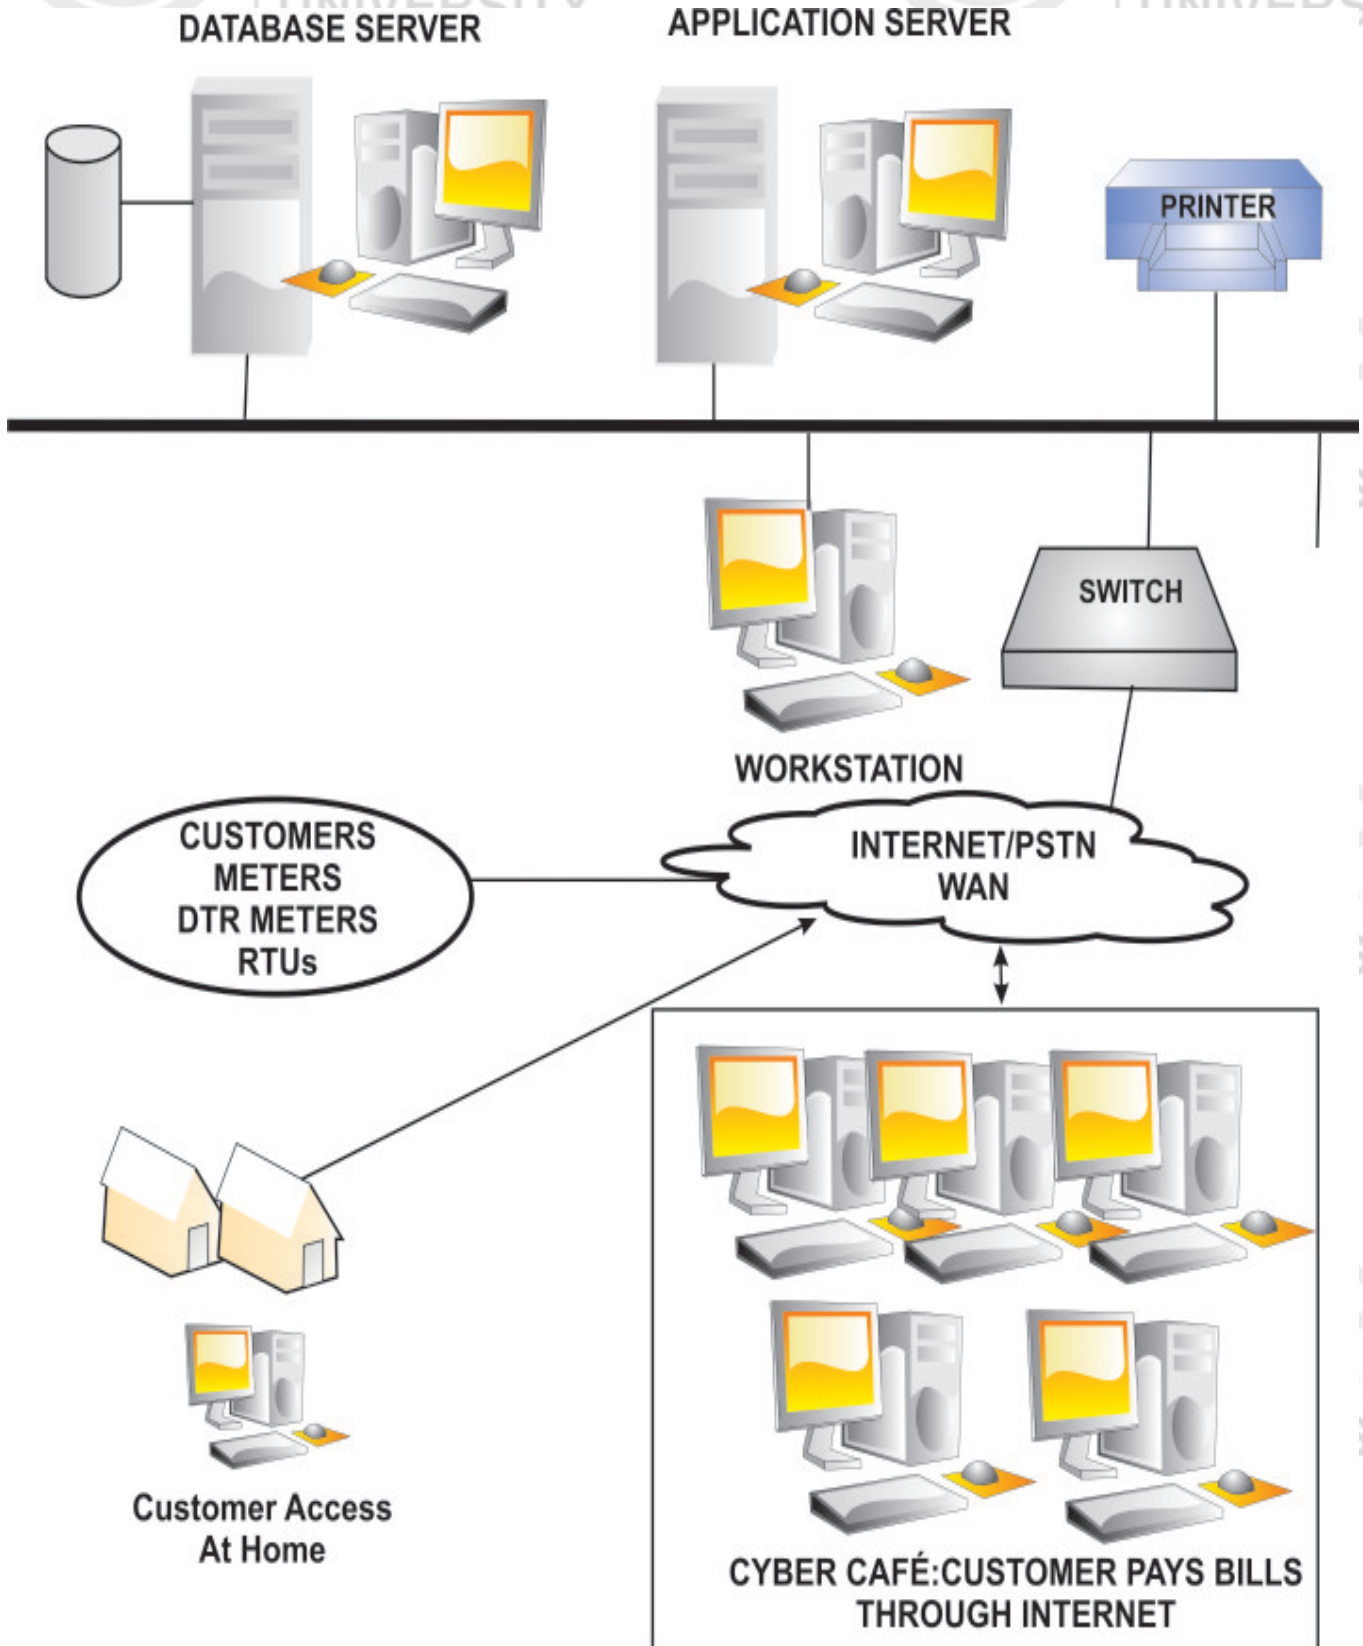 UNIVERSITY
DATABASE SERVER
APPLICATION SERVER
PRINTER
SWITCH
WORKSTATION
CUSTOMERS
METERS
DTR METERS
RTUs
INTERNET/PSTN
WAN
Customer Access
At Home
CYBER CAFÉ:CUSTOMER PAYS BILLS
THROUGH INTERNET